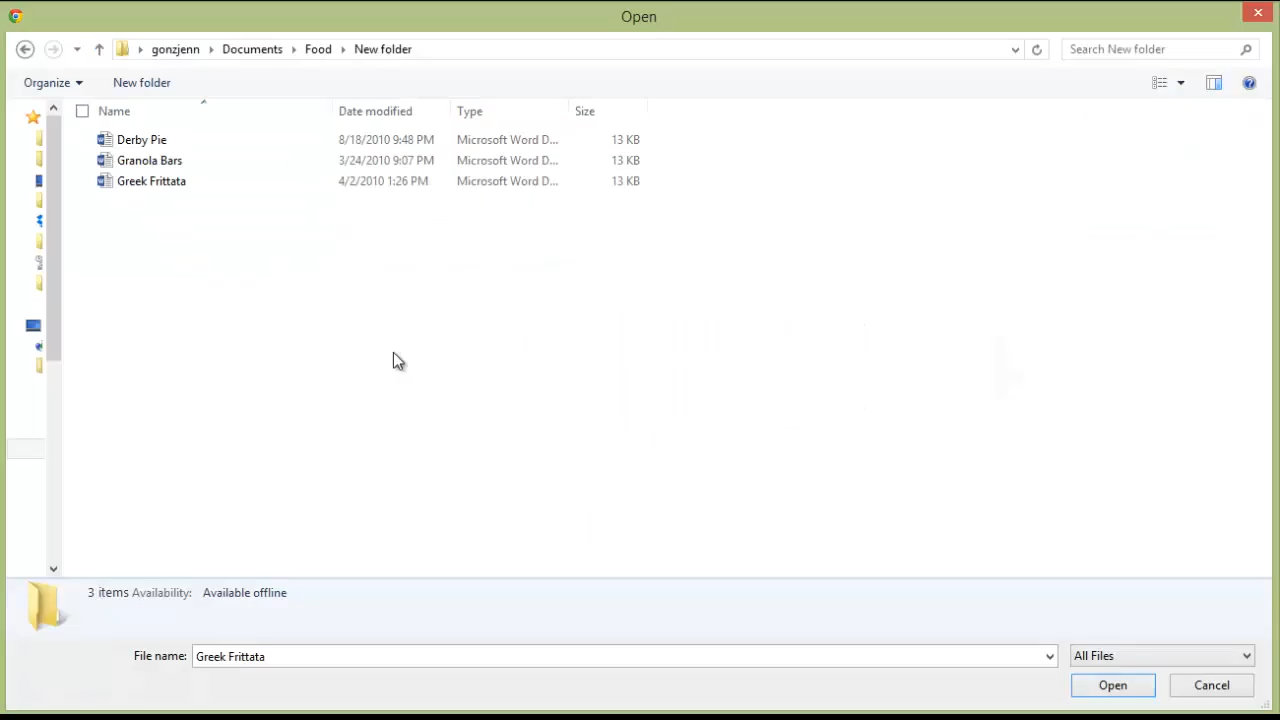 Open
gonzjenn Documents Food New folder
Search New folder
Organize New folder
Name Date modified Type Size
Derby Pie 8/18/2010 9:48 PM Microsoft Word D... 13 KB
Granola Bars 3/24/2010 9:07 PM Microsoft Word D... 13 KB
Greek Frittata 4/2/2010 1:26 PM Microsoft Word D... 13 KB
3 items Availability: Available offline
File name: Greek Frittata All Files
Open Cancel